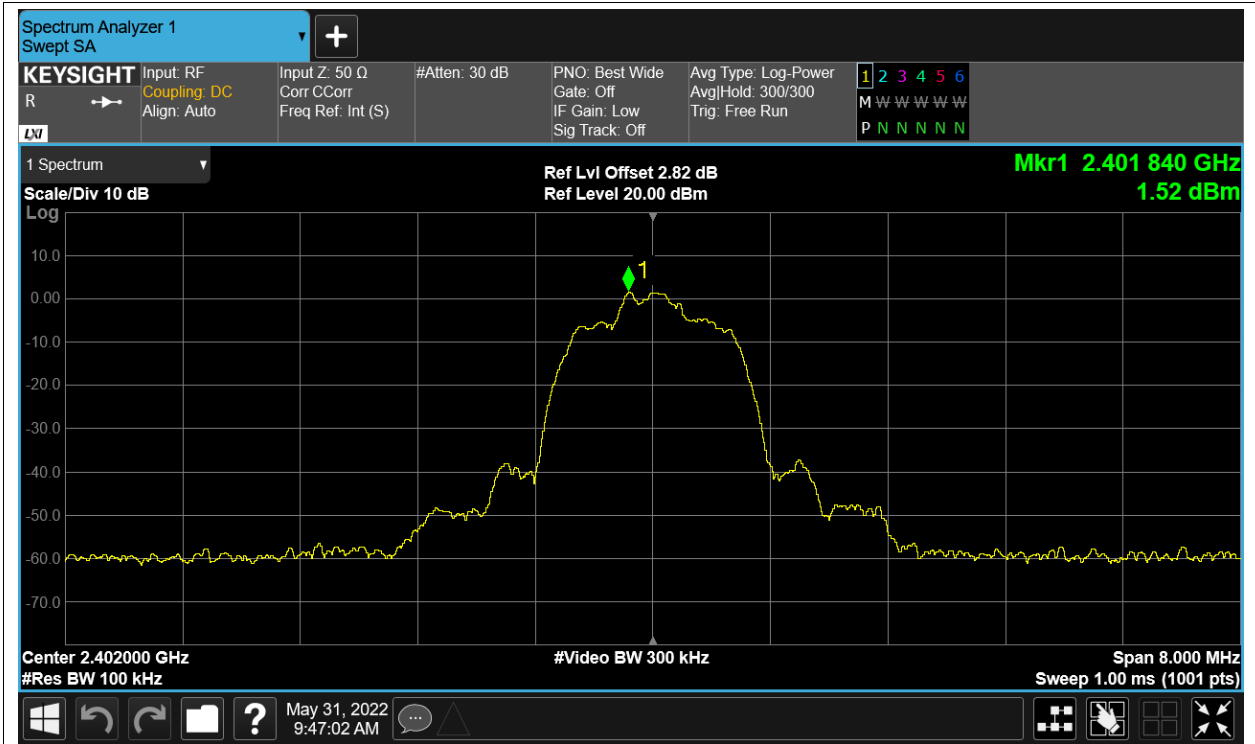 Spectrum Analyzer 1
Swept SA
+
KEYSIGHT
R
LXI
Input: RF
Coupling: DC
Align: Auto
Input Z: 50 Ω
Corr CCorr
Freq Ref: Int (S)
#Atten: 30 dB
PNO: Best Wide
Gate: Off
IF Gain: Low
Sig Track: Off
Avg Type: Log-Power
Avg|Hold: 300/300
Trig: Free Run
1 2 3 4 5 6
M W W W W W
P N N N N N
1 Spectrum
Scale/Div 10 dB
Log
Ref Lvl Offset 2.82 dB
Ref Level 20.00 dBm
Mkr1 2.401 840 GHz
1.52 dBm
1
10.0
0.00
-10.0
-20.0
-30.0
-40.0
-50.0
-60.0
-70.0
Center 2.402000 GHz
#Res BW 100 kHz
#Video BW 300 kHz
Span 8.000 MHz
Sweep 1.00 ms (1001 pts)
?
May 31, 2022
9:47:02 AM